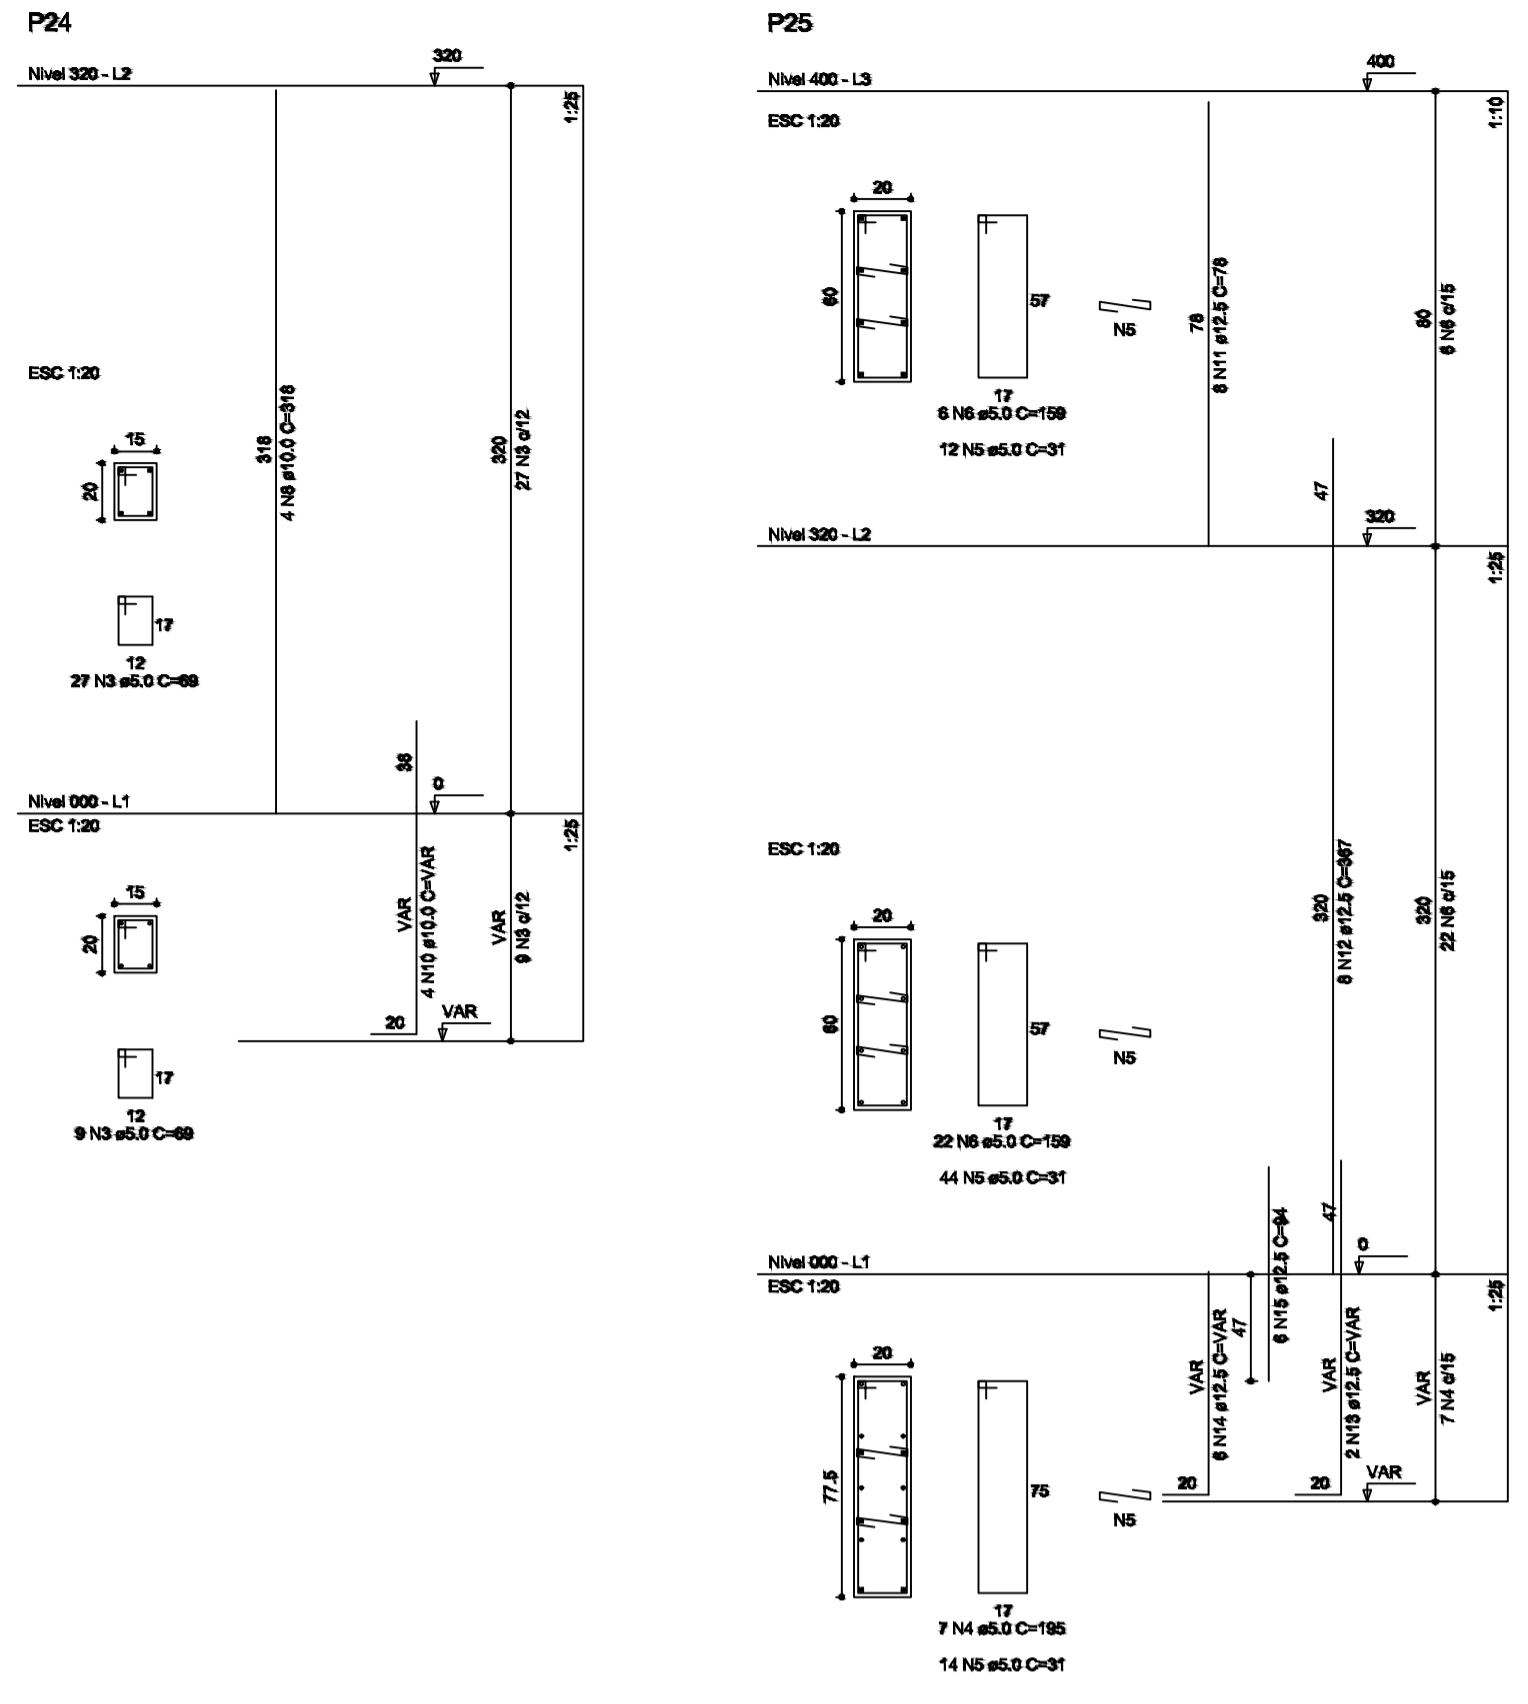 P24
Nivel 320 - L2
320
1:25
ESC 1:20
15
20
17
12
27 N3 ø5.0 C=69
318
4 N8 ø10.0 C=318
320
27 N3 c/12
38
Nivel 000 - L1
0
1:25
ESC 1:20
15
20
17
12
9 N3 ø5.0 C=69
VAR
4 N10 ø10.0 C=VAR
20
VAR
VAR
9 N3 c/12
P25
Nivel 400 - L3
400
1:10
ESC 1:20
20
60
57
17
N5
6 N6 ø5.0 C=159
12 N5 ø5.0 C=31
78
8 N11 ø12.5 C=78
80
6 N6 c/15
47
Nivel 320 - L2
320
1:25
ESC 1:20
20
60
57
17
N5
22 N6 ø5.0 C=159
44 N5 ø5.0 C=31
320
8 N12 ø12.5 C=367
320
22 N6 c/15
47
Nivel 000 - L1
0
1:25
ESC 1:20
20
77.5
75
17
N5
7 N4 ø5.0 C=195
14 N5 ø5.0 C=31
VAR
6 N14 ø12.5 C=VAR
20
47
6 N15 ø12.5 C=94
VAR
2 N13 ø12.5 C=VAR
20
VAR
VAR
7 N4 c/15